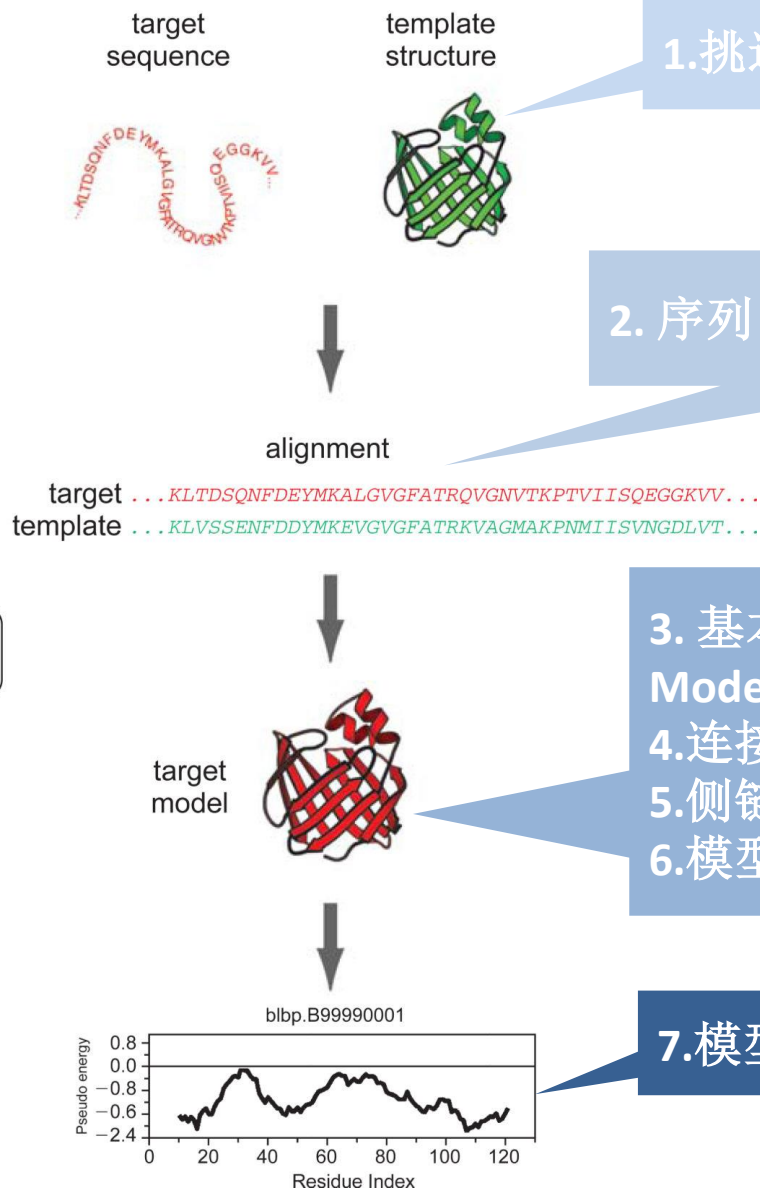 target
sequence
template
structure
1.挑
...KLTDSQNFDEYMKALGVGFATRQVGNVTKPTVIISQEGGKVV...
2. 序列
alignment
target ...KLTDSQNFDEYMKALGVGFATRQVGNVTKPTVIISQEGGKVV...
template ...KLVSSENFDDYMKEVGVGFATRKVAGMAKPNMIISVNGDLVT...
3. 基
Mode
4.连
5.侧
6.模
target
model
blbp.B99990001
7.模
Pseudo energy
0.8
0.0
−0.8
−0.6
−2.4
0 20 40 60 80 100 120
Residue Index